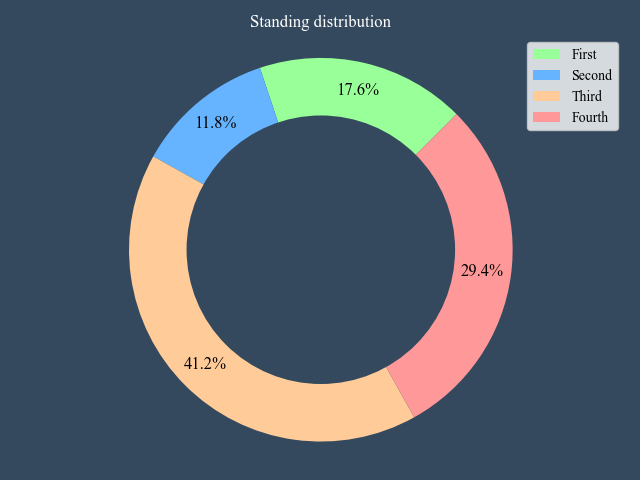 Standing distribution
First
Second
Third
Fourth
17.6%
11.8%
29.4%
41.2%